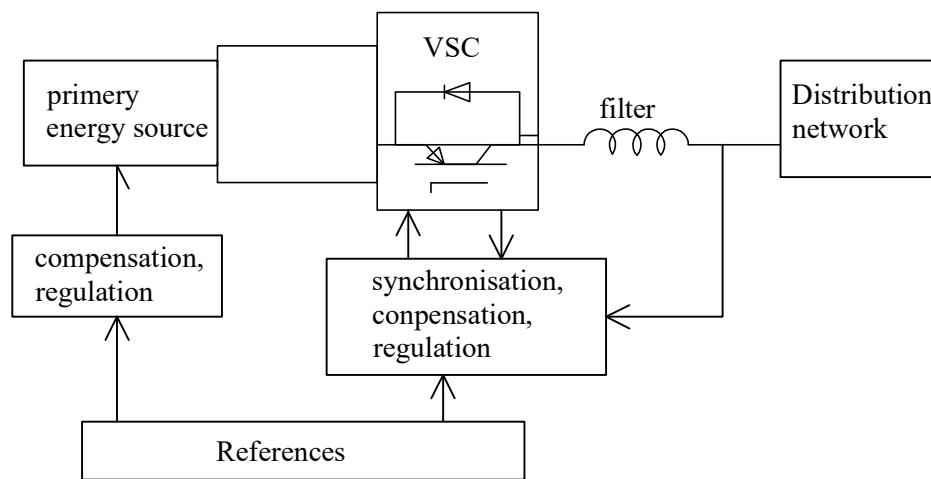 VSC
primery
energy source
filter
Distribution
network
compensation,
regulation
synchronisation,
conpensation,
regulation
References